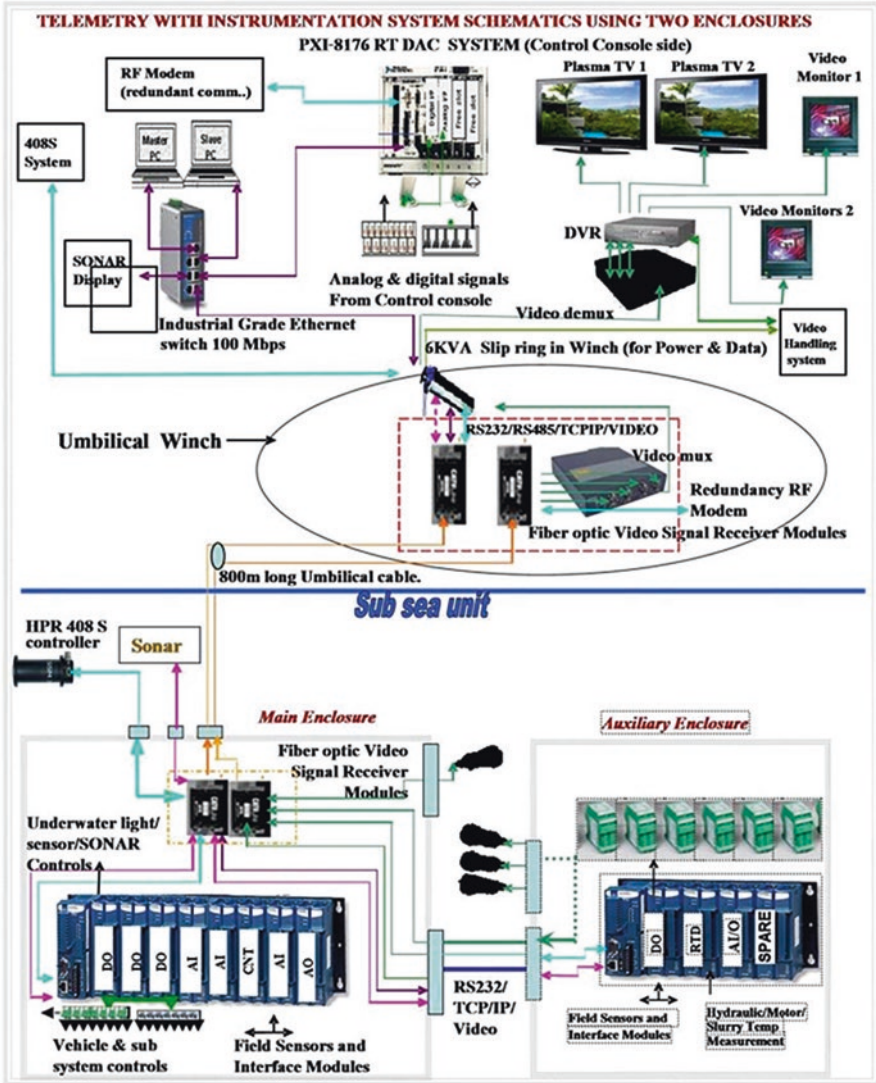 TELEMETRY WITH INSTRUMENTATION SYSTEM SCHEMATICS USING TWO ENCLOSURES
PXI-8176 RT DAC SYSTEM (Control Console side)
RF Modem
(redundant comm..)
Plasma TV 1
Plasma TV 2
Video
Monitor 1
408S
System
Master
PC
Slave
PC
Digital I/P
Analog I/P
Free slot
Free slot
DVR
Video Monitors 2
SONAR
Display
Analog & digital signals
From Control console
Industrial Grade Ethernet
switch 100 Mbps
Video demux
Video
Handling
system
6KVA Slip ring in Winch (for Power & Data)
RS232/RS485/TCPIP/VIDEO
Umbilical Winch
Video mux
Redundancy RF
Modem
Fiber optic Video Signal Receiver Modules
800m long Umbilical cable.
Sub sea unit
HPR 408 S
controller
Sonar
Main Enclosure
Auxiliary Enclosure
Fiber optic Video
Signal Receiver
Modules
Underwater light/
sensor/SONAR
Controls
DO
DO
DO
AI
AI
CNT
AI
AO
DO
RTD
AI/O
SPARE
RS232/
TCP/IP/
Video
Vehicle & sub
system controls
Field Sensors and
Interface Modules
Field Sensors and
Interface Modules
Hydraulic/Motor/
Slurry Temp
Measurement